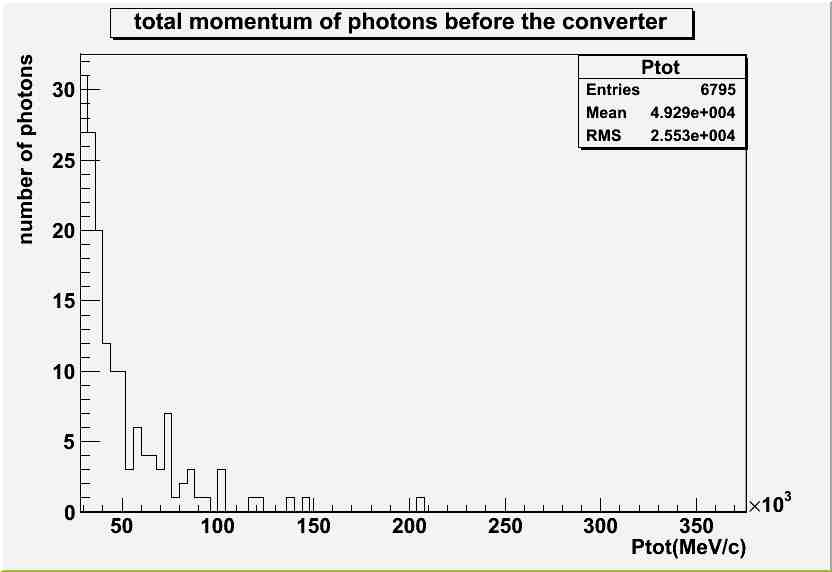 total momentum of photons before the converter
number of photons
Ptot
Entries 6795
Mean 4.929e+004
RMS 2.553e+004
30
25
20
15
10
5
0
50 100 150 200 250 300 350
×10³
Ptot(MeV/c)